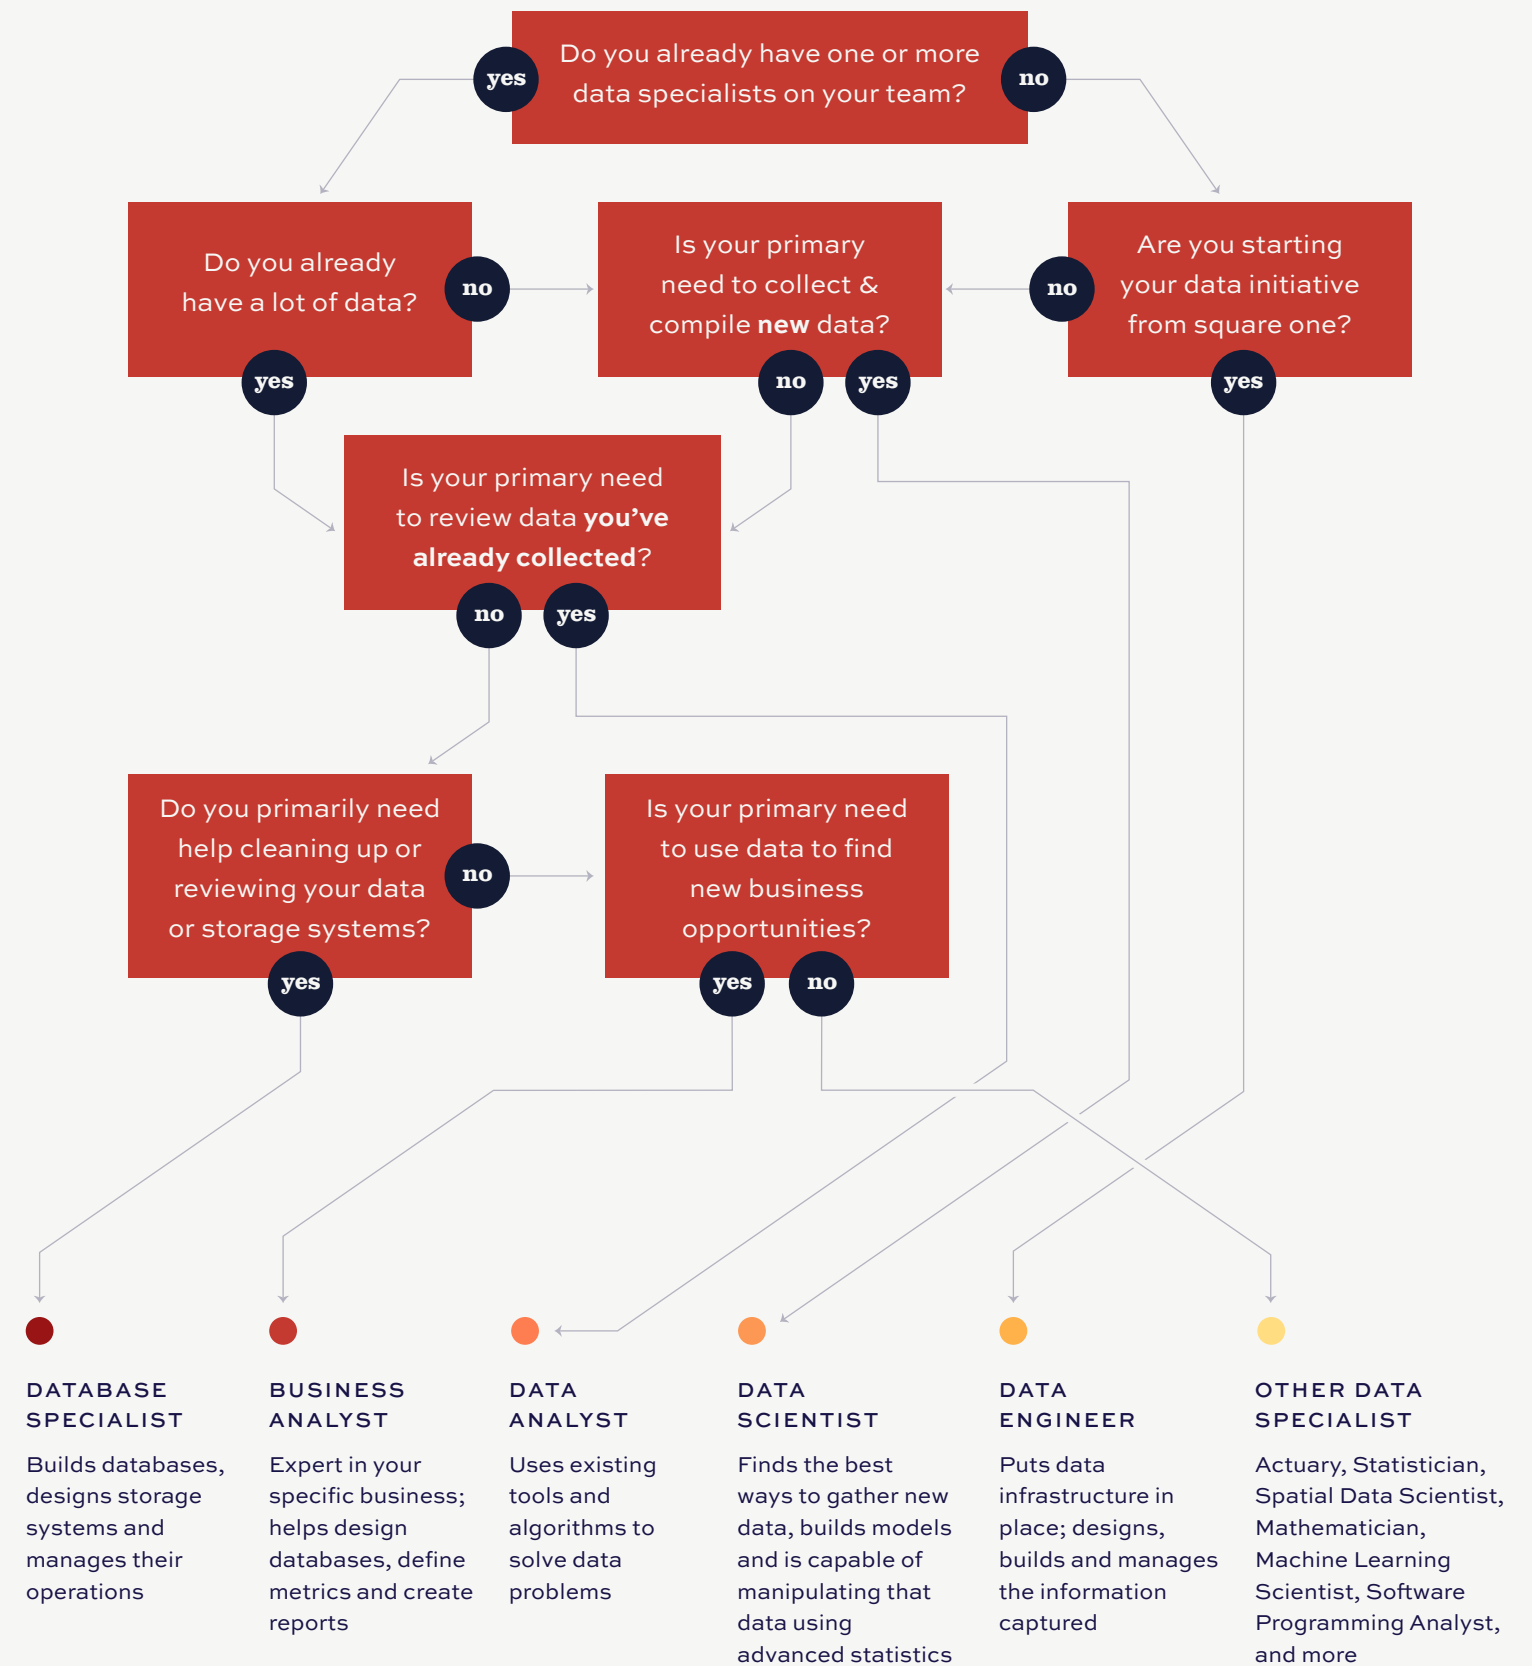 Do you already have one or more
data specialists on your team?
yes
no
Do you already
have a lot of data?
no
yes
Is your primary
need to collect &
compile new data?
no
yes
Are you starting
your data initiative
from square one?
no
yes
Is your primary need
to review data you’ve
already collected?
no
yes
Do you primarily need
help cleaning up or
reviewing your data
or storage systems?
no
yes
Is your primary need
to use data to find
new business
opportunities?
yes
no
DATABASE
SPECIALIST
Builds databases,
designs storage
systems and
manages their
operations
BUSINESS
ANALYST
Expert in your
specific business;
helps design
databases, define
metrics and create
reports
DATA
ANALYST
Uses existing
tools and
algorithms to
solve data
problems
DATA
SCIENTIST
Finds the best
ways to gather new
data, builds models
and is capable of
manipulating that
data using
advanced statistics
DATA
ENGINEER
Puts data
infrastructure in
place; designs,
builds and manages
the information
captured
OTHER DATA
SPECIALIST
Actuary, Statistician,
Spatial Data Scientist,
Mathematician,
Machine Learning
Scientist, Software
Programming Analyst,
and more